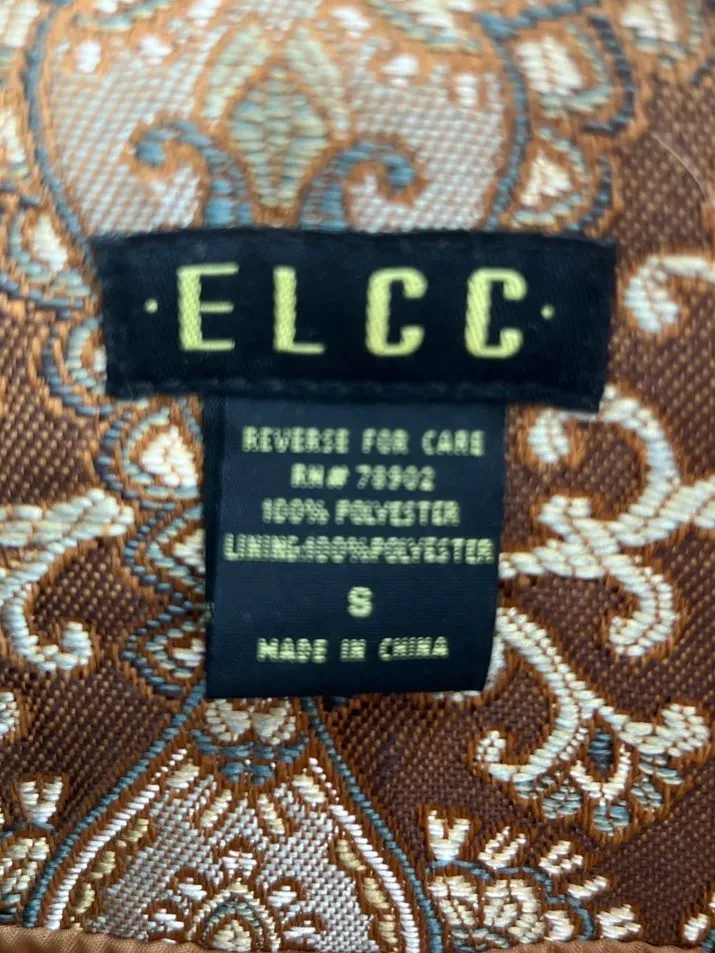 ·ELCC·
REVERSE FOR CARE
RN# 78902
100% POLYESTER
LINING:100%POLYESTER
S
MADE IN CHINA